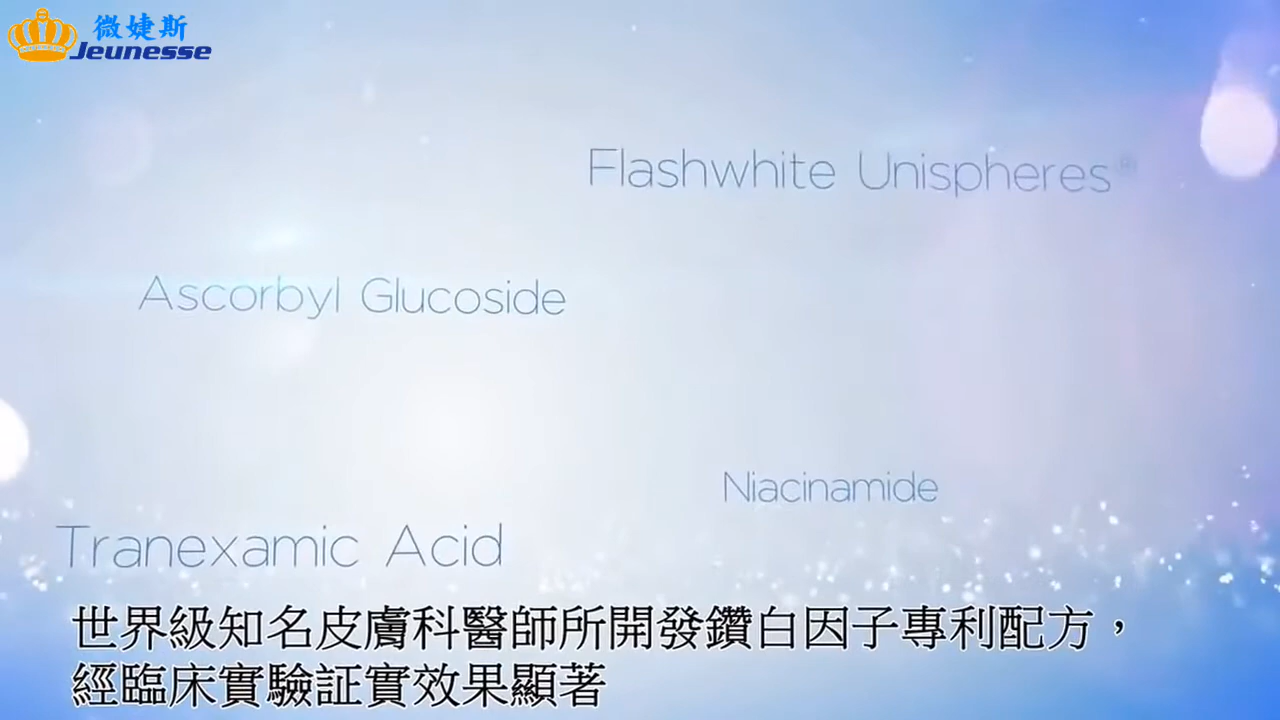 微婕斯
Jeunesse
Flashwhite Unispheres®
Ascorbyl Glucoside
Niacinamide
Tranexamic Acid
世界級知名皮膚科醫師所開發鑽白因子專利配方，
經臨床實驗証實效果顯著